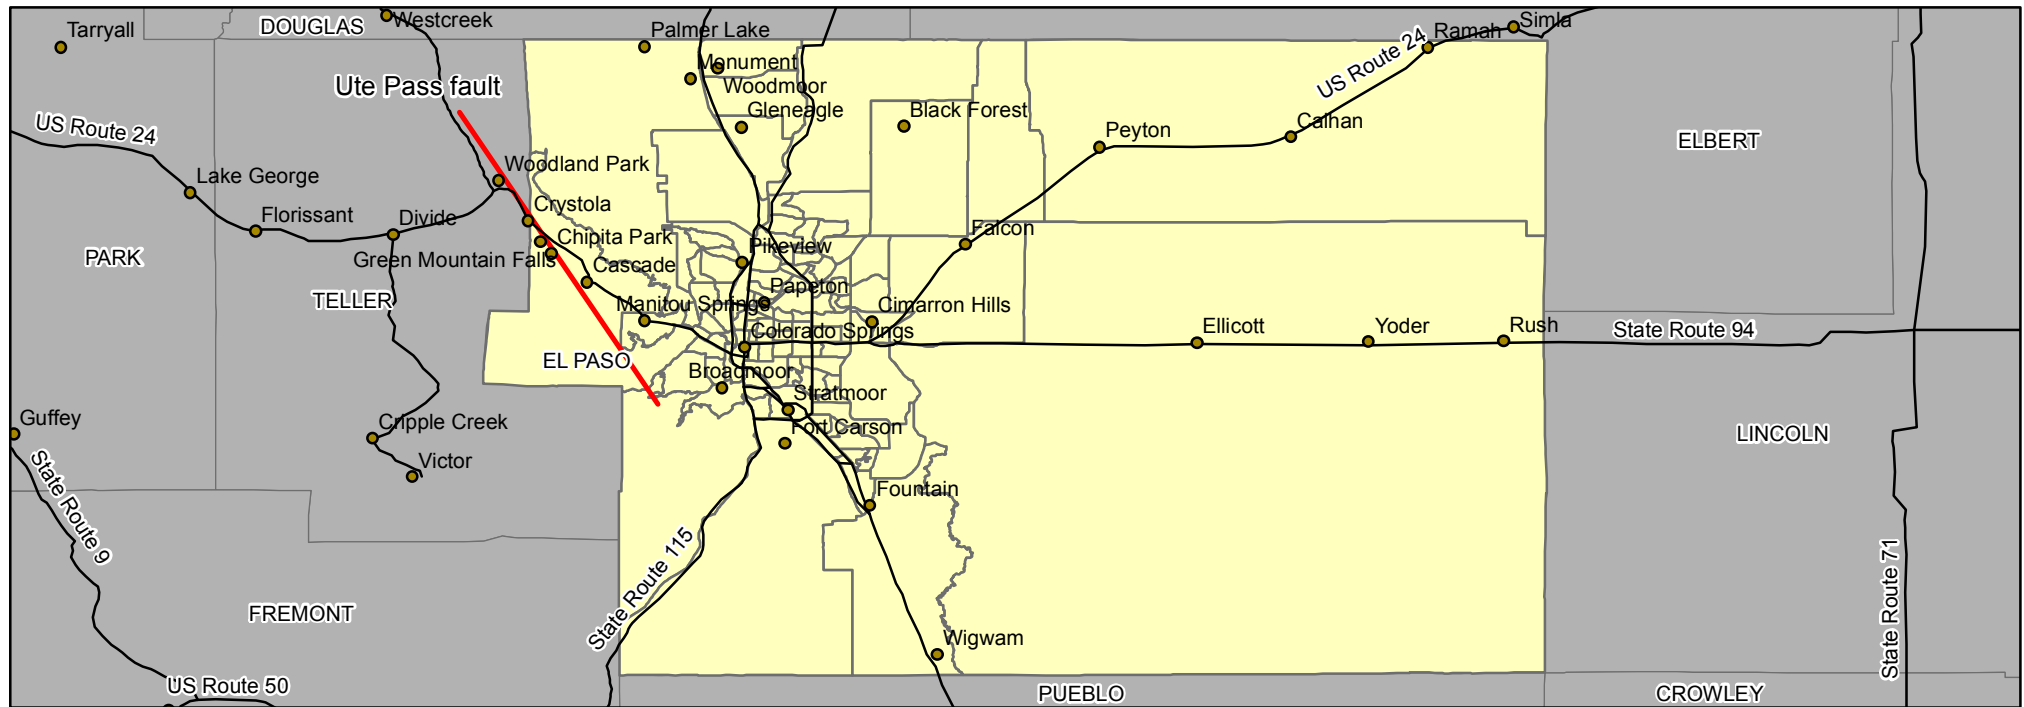 Tarryall
DOUGLAS
Westcreek
Palmer Lake
Ramah
Simla
Monument
Woodmoor
Ute Pass fault
US Route 24
Gleneagle
Black Forest
US Route 24
Peyton
Calhan
ELBERT
Woodland Park
Lake George
Crystola
Florissant
Divide
Falcon
Chipita Park
Pikeview
PARK
Green Mountain Falls
Cascade
Papeton
TELLER
Manitou Springs
Cimarron Hills
Colorado Springs
Ellicott
Yoder
Rush
State Route 94
EL PASO
Broadmoor
Stratmoor
Guffey
Cripple Creek
Fort Carson
LINCOLN
Victor
State Route 9
Fountain
State Route 115
State Route 71
FREMONT
Wigwam
US Route 50
PUEBLO
CROWLEY